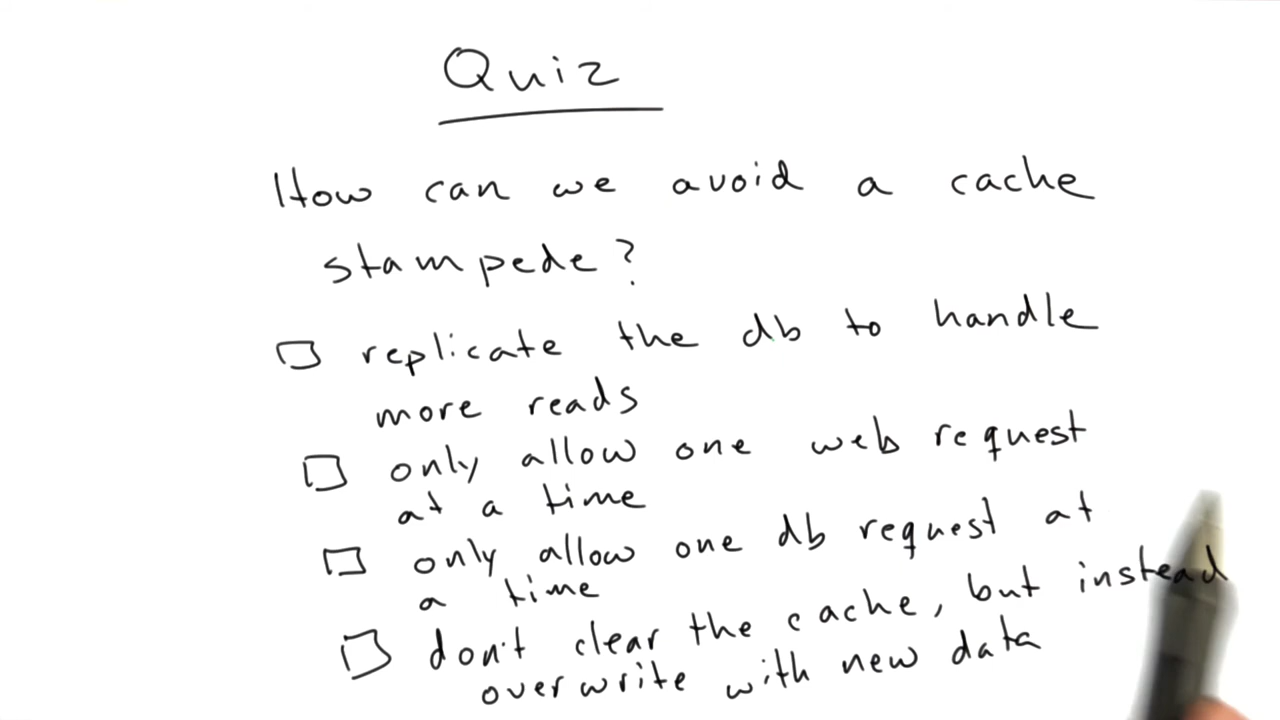 Quiz
How can we avoid a cache
stampede?
replicate the db to handle
more reads
only allow one web request
at a time
only allow one db request at
a time
don't clear the cache, but instead
overwrite with new data